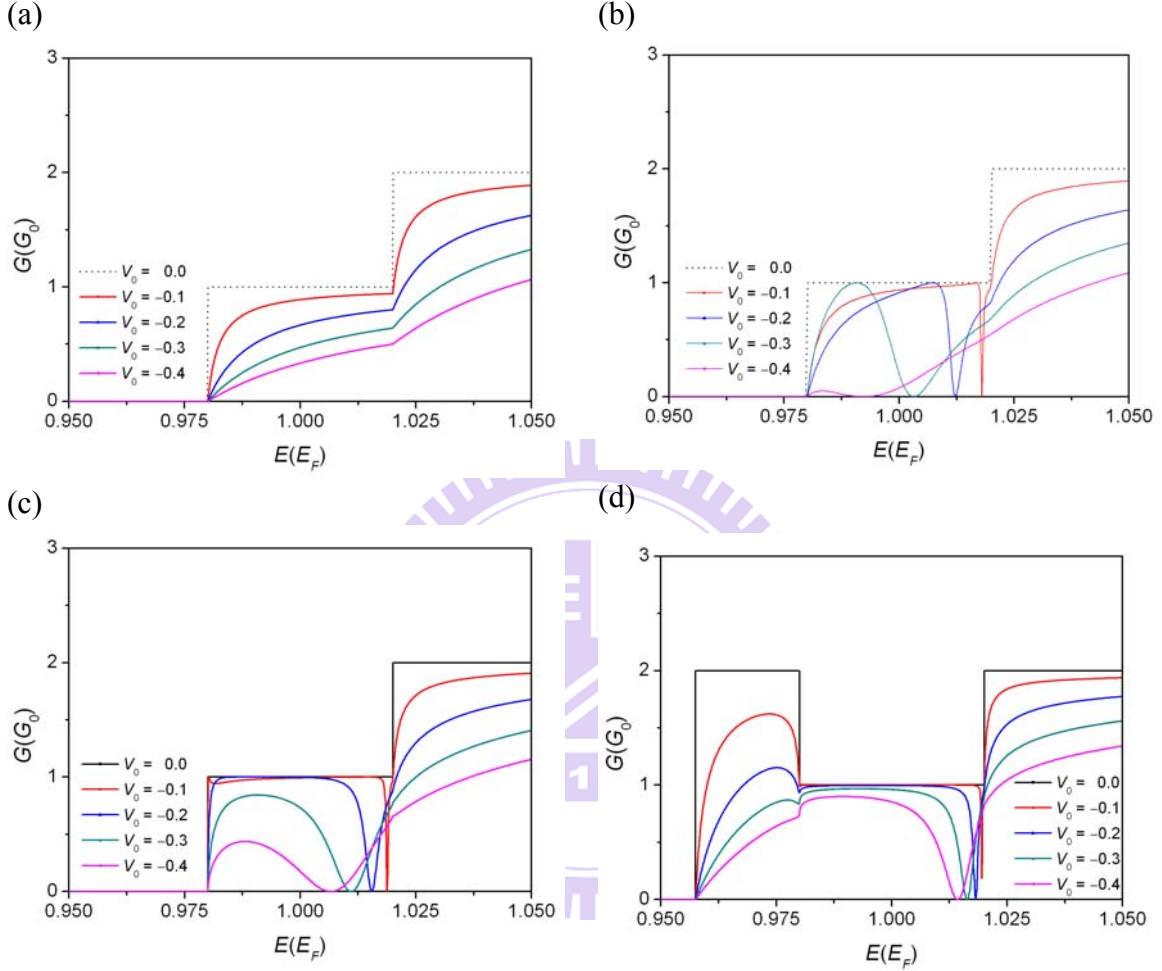 (a)
(b)
3
2
1
0
G(G₀)
V₀ = 0.0
V₀ = −0.1
V₀ = −0.2
V₀ = −0.3
V₀ = −0.4
0.950
0.975
1.000
1.025
1.050
E(E_F)
3
2
1
0
G(G₀)
V₀ = 0.0
V₀ = −0.1
V₀ = −0.2
V₀ = −0.3
V₀ = −0.4
0.950
0.975
1.000
1.025
1.050
E(E_F)
(c)
(d)
3
2
1
0
G(G₀)
V₀ = 0.0
V₀ = −0.1
V₀ = −0.2
V₀ = −0.3
V₀ = −0.4
0.950
0.975
1.000
1.025
1.050
E(E_F)
1
3
2
1
0
G(G₀)
V₀ = 0.0
V₀ = −0.1
V₀ = −0.2
V₀ = −0.3
V₀ = −0.4
0.950
0.975
1.000
1.025
1.050
E(E_F)